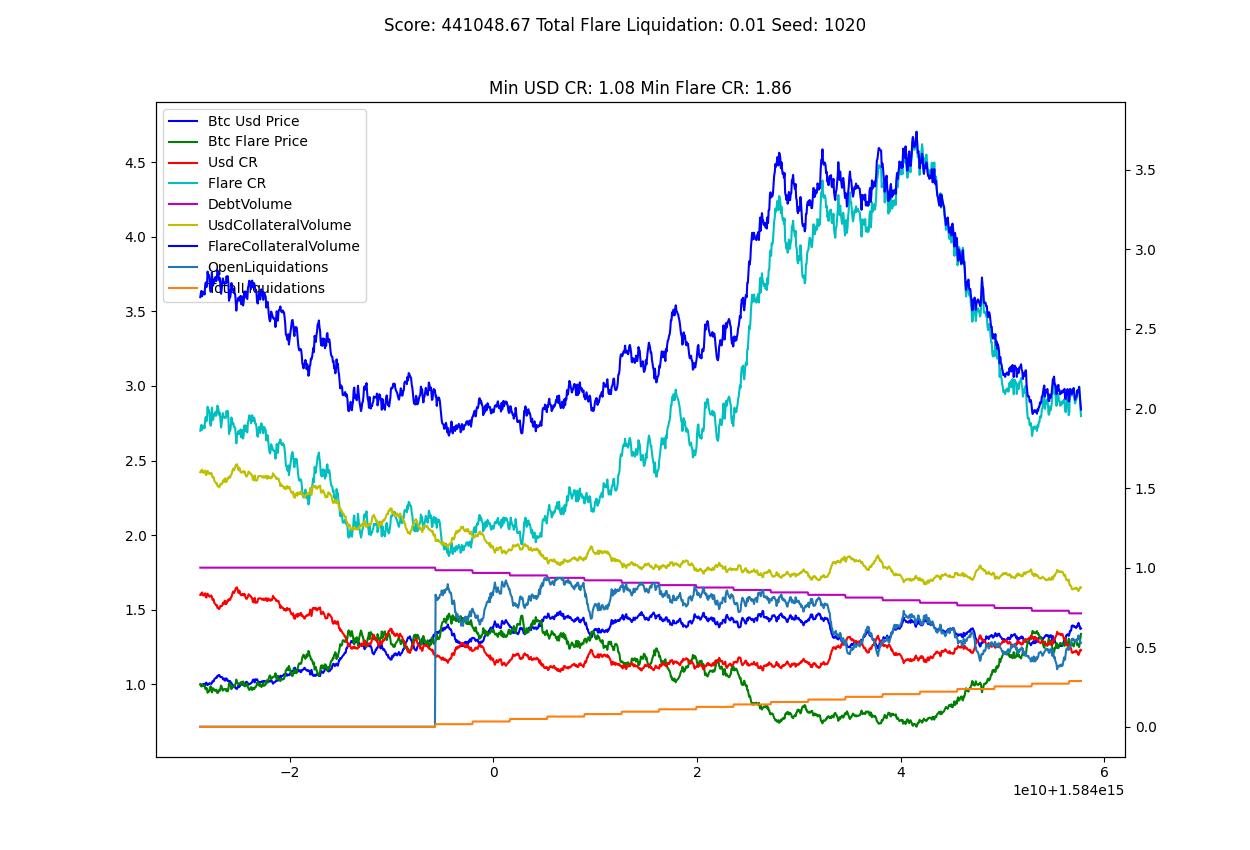 Score: 441048.67 Total Flare Liquidation: 0.01 Seed: 1020
Min USD CR: 1.08 Min Flare CR: 1.86
Btc Usd Price
Btc Flare Price
Usd CR
Flare CR
DebtVolume
UsdCollateralVolume
FlareCollateralVolume
OpenLiquidations
TotalLiquidations
4.5
4.0
3.5
3.0
2.5
2.0
1.5
1.0
3.5
3.0
2.5
2.0
1.5
1.0
0.5
0.0
−2
0
2
4
6
1e10+1.584e15